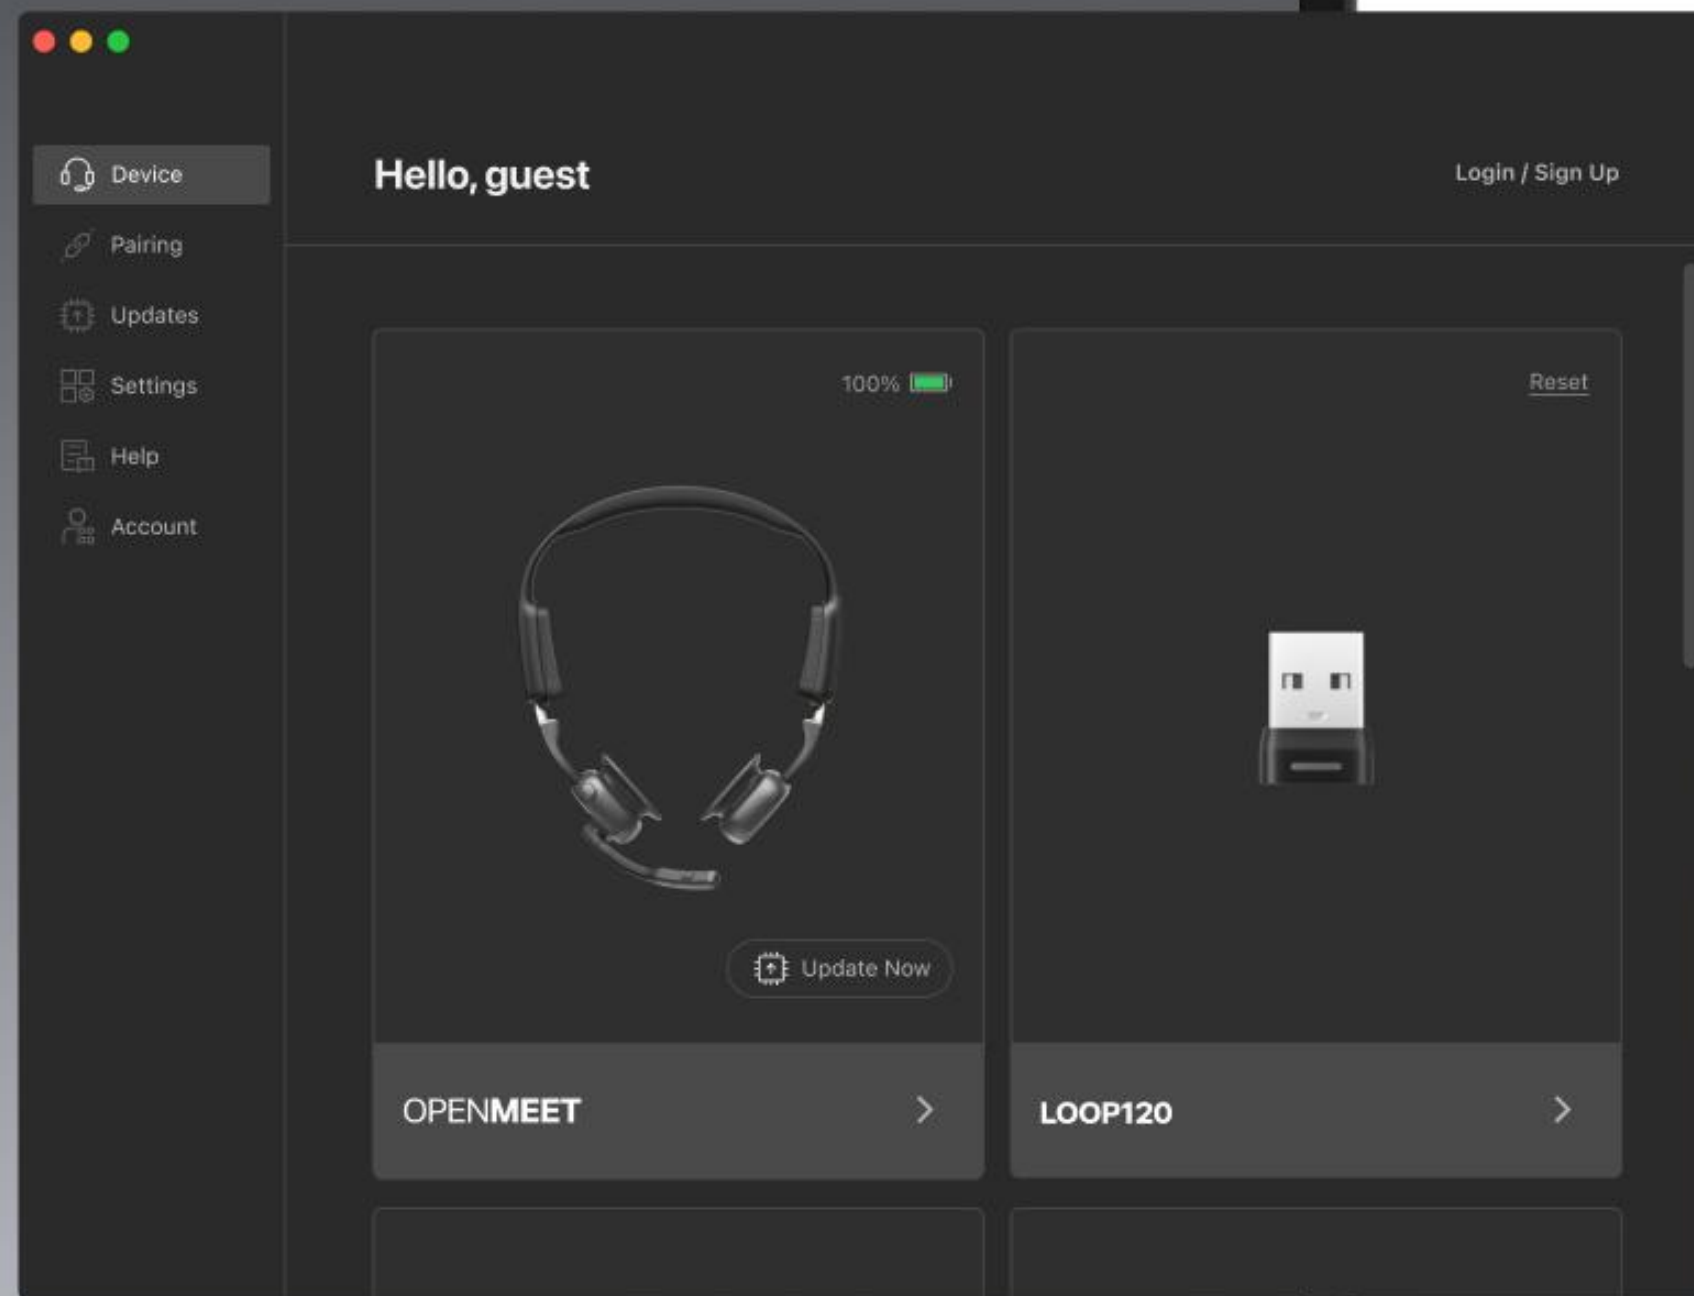 Device
Pairing
Updates
Settings
Help
Account
Hello, guest
Login / Sign Up
100%
Update Now
OPENMEET
Reset
LOOP120